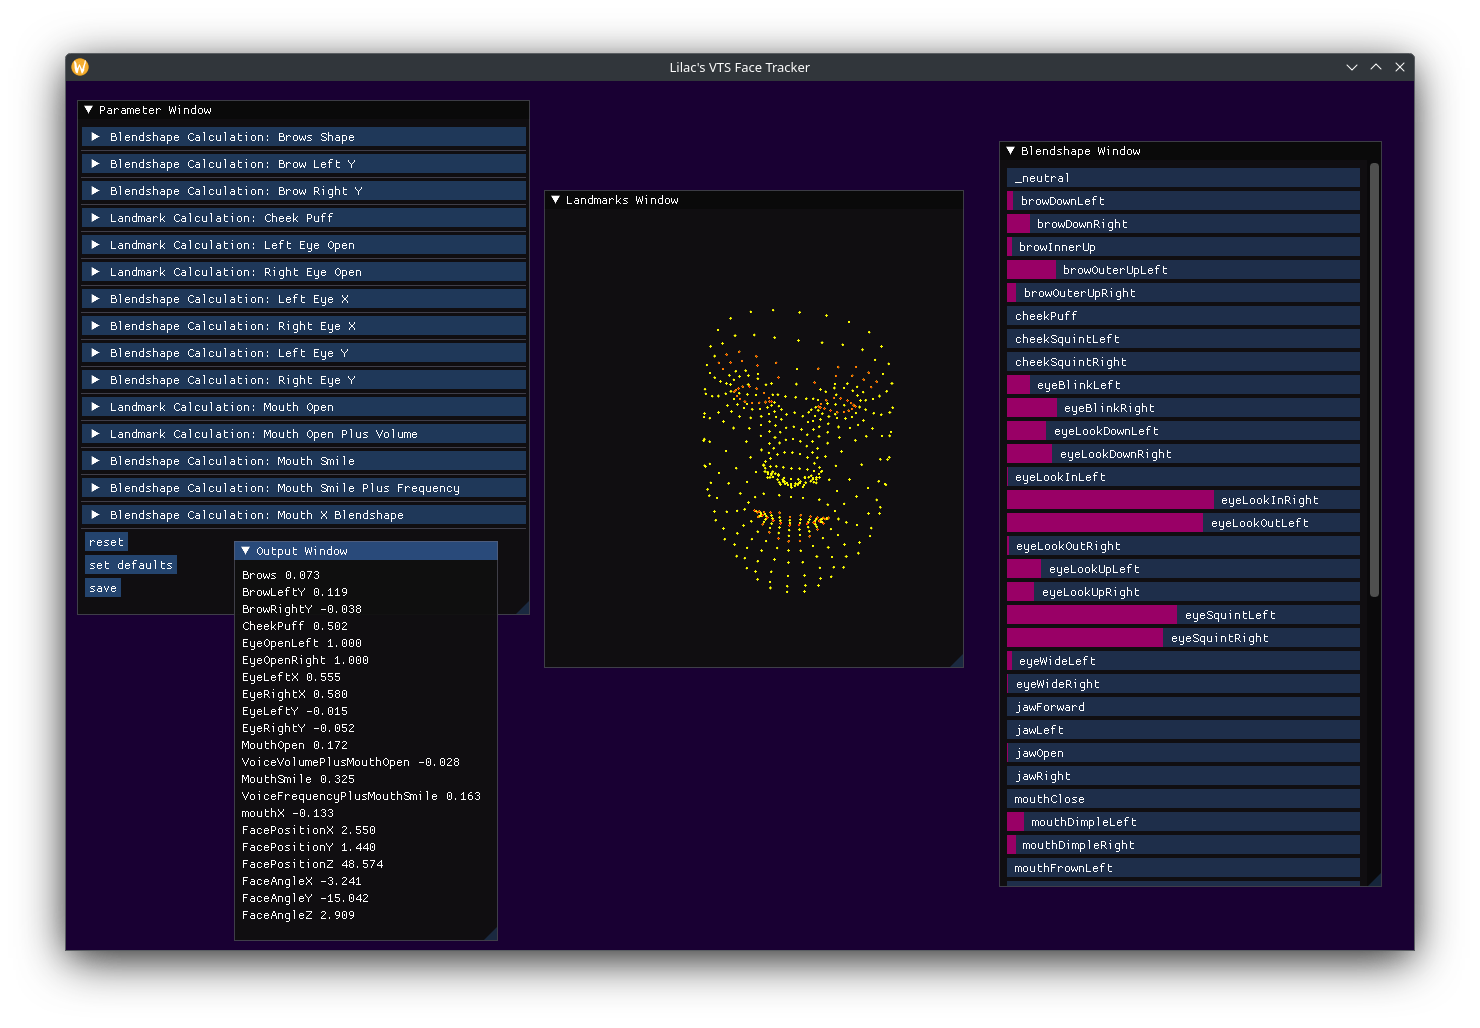 W
Lilac's VTS Face Tracker
Parameter Window
Blendshape Calculation: Brows Shape
Blendshape Calculation: Brow Left Y
Blendshape Calculation: Brow Right Y
Landmark Calculation: Cheek Puff
Landmark Calculation: Left Eye Open
Landmark Calculation: Right Eye Open
Blendshape Calculation: Left Eye X
Blendshape Calculation: Right Eye X
Blendshape Calculation: Left Eye Y
Blendshape Calculation: Right Eye Y
Landmark Calculation: Mouth Open
Landmark Calculation: Mouth Open Plus Volume
Blendshape Calculation: Mouth Smile
Blendshape Calculation: Mouth Smile Plus Frequency
Blendshape Calculation: Mouth X Blendshape
reset
set defaults
save
Output Window
Brows 0.073
BrowLeftY 0.119
BrowRightY -0.038
CheekPuff 0.502
EyeOpenLeft 1.000
EyeOpenRight 1.000
EyeLeftX 0.555
EyeRightX 0.580
EyeLeftY -0.015
EyeRightY -0.052
MouthOpen 0.172
VoiceVolumePlusMouthOpen -0.028
MouthSmile 0.325
VoiceFrequencyPlusMouthSmile 0.163
mouthX -0.133
FacePositionX 2.550
FacePositionY 1.440
FacePositionZ 48.574
FaceAngleX -3.241
FaceAngleY -15.042
FaceAngleZ 2.909
Landmarks Window
Blendshape Window
_neutral
browDownLeft
browDownRight
browInnerUp
browOuterUpLeft
browOuterUpRight
cheekPuff
cheekSquintLeft
cheekSquintRight
eyeBlinkLeft
eyeBlinkRight
eyeLookDownLeft
eyeLookDownRight
eyeLookInLeft
eyeLookInRight
eyeLookOutLeft
eyeLookOutRight
eyeLookUpLeft
eyeLookUpRight
eyeSquintLeft
eyeSquintRight
eyeWideLeft
eyeWideRight
jawForward
jawLeft
jawOpen
jawRight
mouthClose
mouthDimpleLeft
mouthDimpleRight
mouthFrownLeft